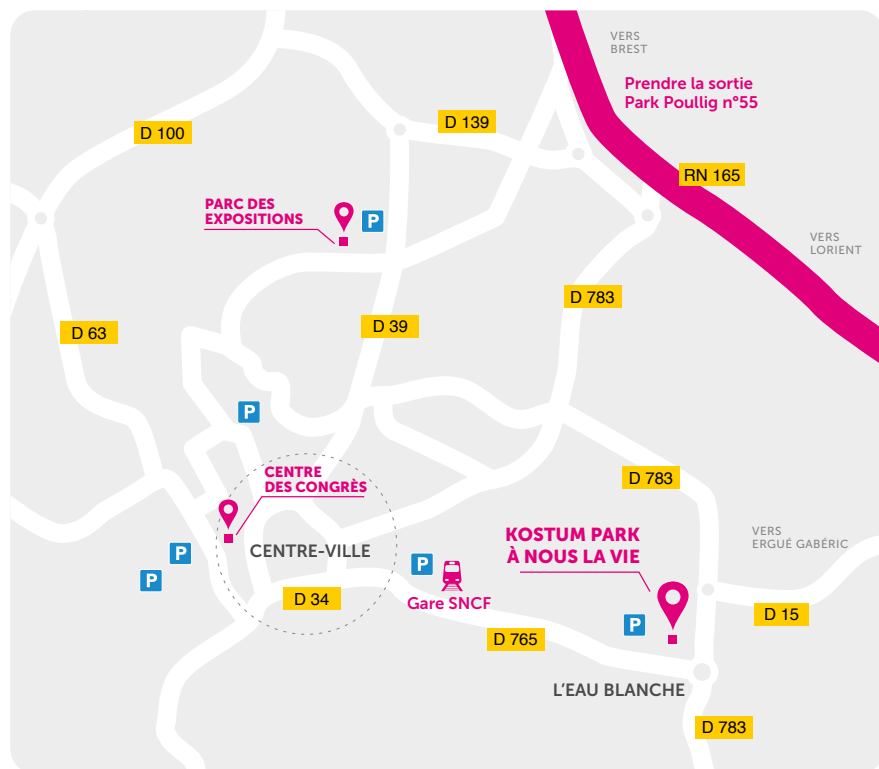 VERS
BREST
Prendre la sortie
Park Poullig n°55
D 139
D 100
RN 165
PARC DES
EXPOSITIONS
P
VERS
LORIENT
D 783
D 39
D 63
P
CENTRE
DES CONGRÈS
D 783
KOSTUM PARK
À NOUS LA VIE
VERS
ERGUÉ GABÉRIC
CENTRE-VILLE
P
P
P
Gare SNCF
D 34
D 15
P
D 765
L'EAU BLANCHE
D 783